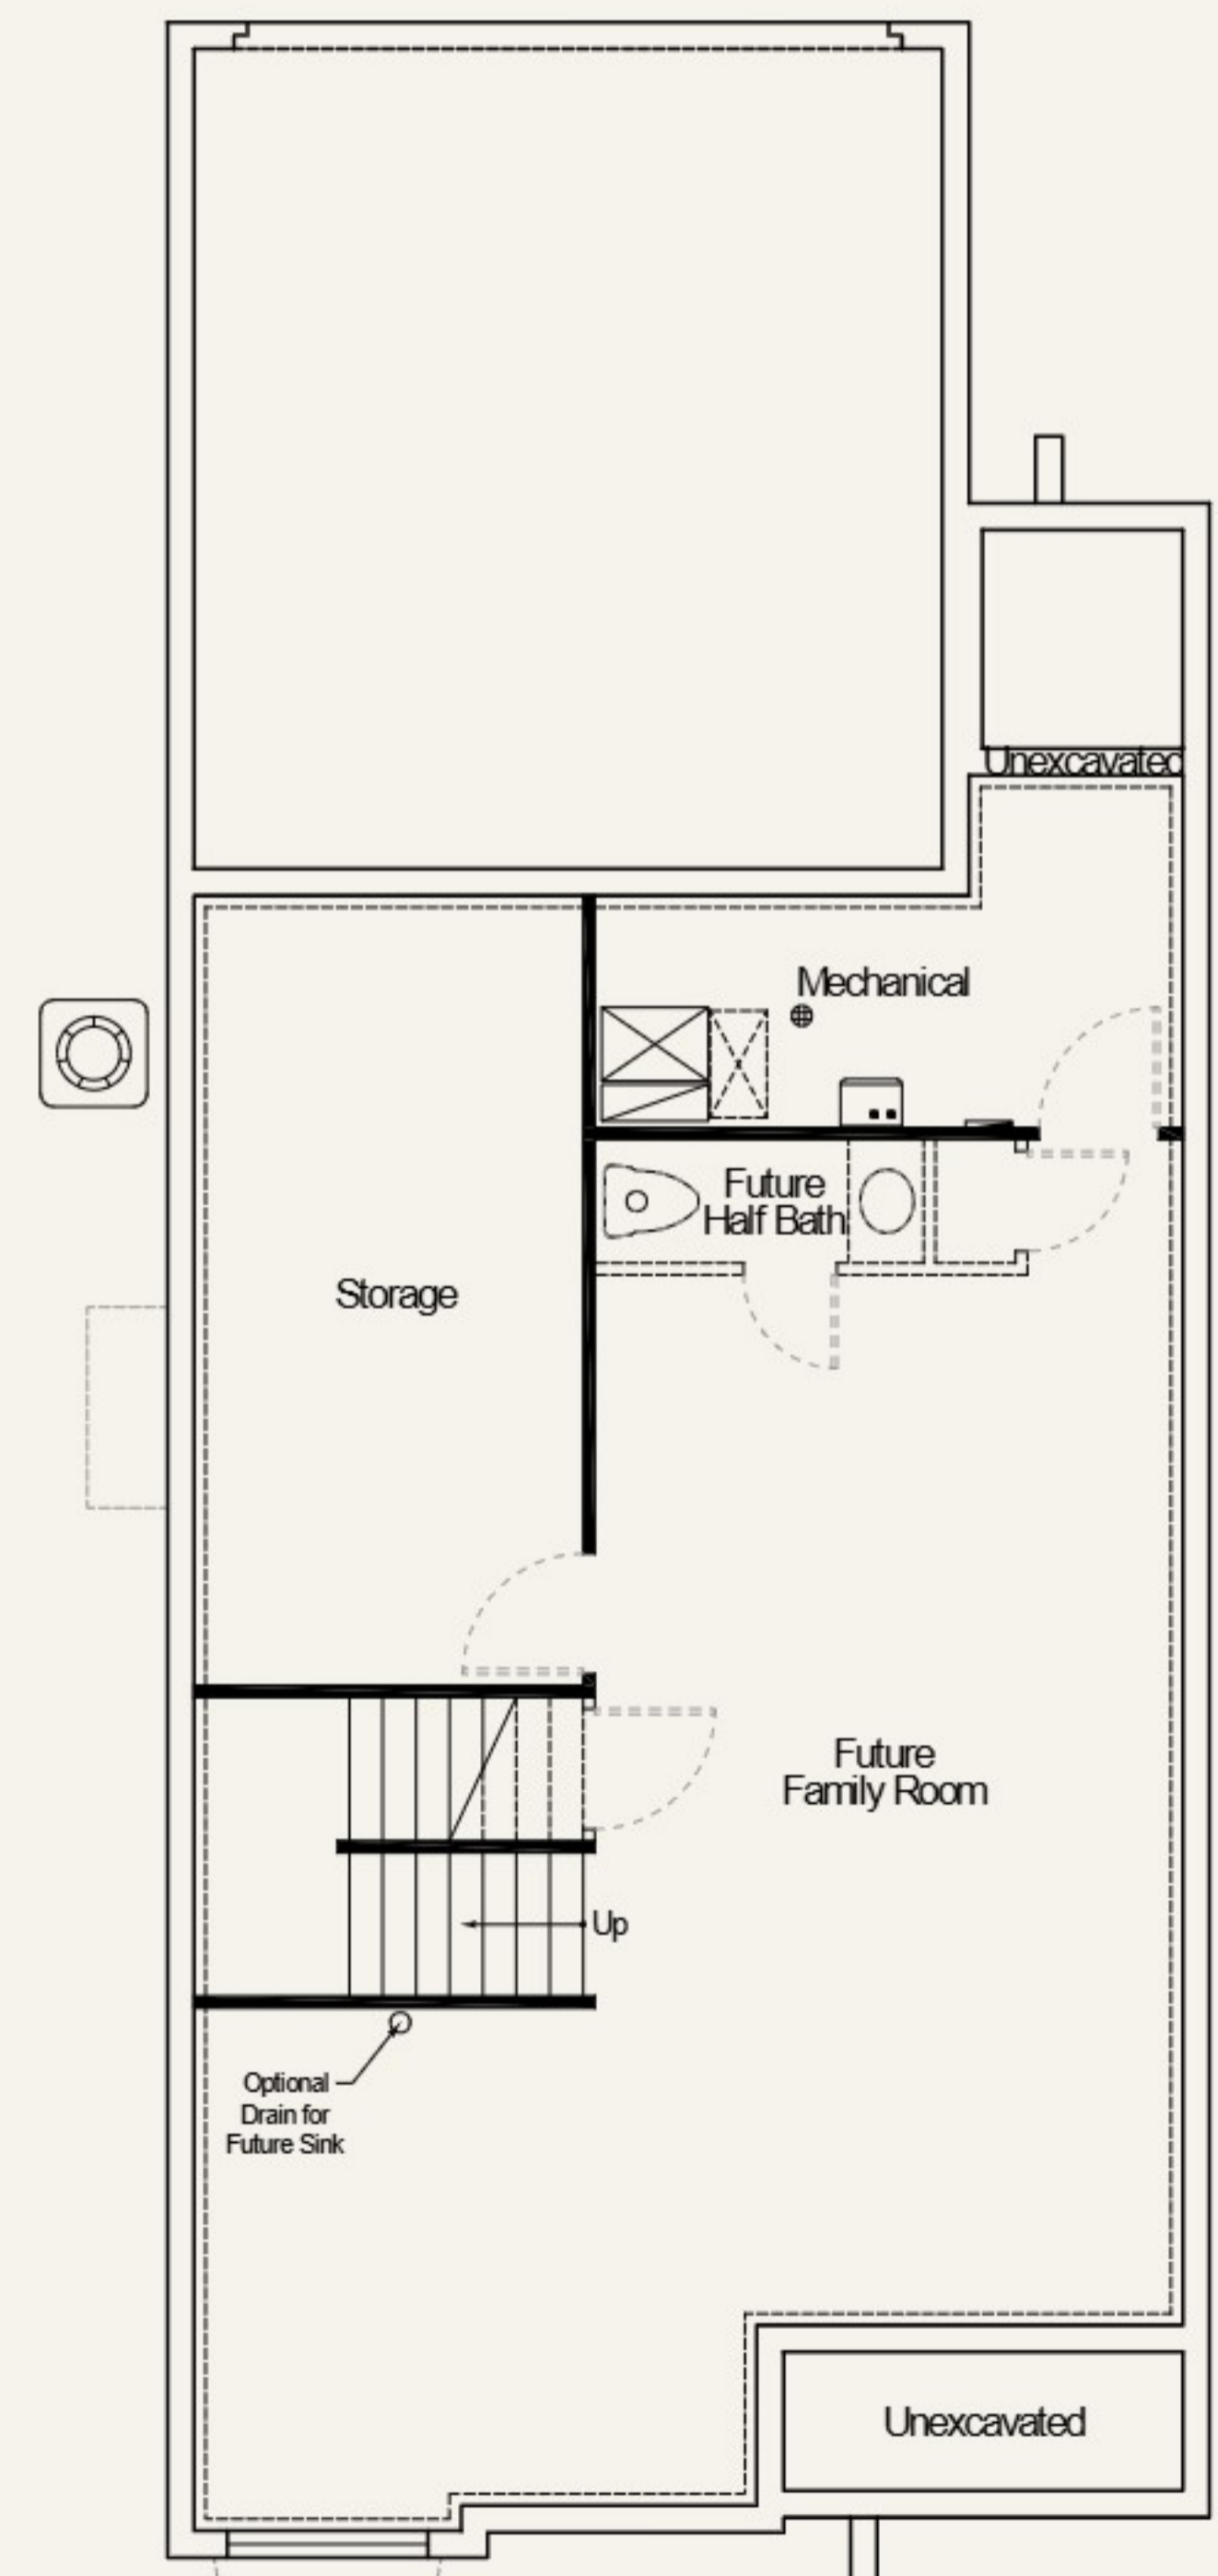 Unexcavated
Mechanical
Future
Half Bath
Storage
Future
Family Room
Up
Optional
Drain for
Future Sink
Unexcavated